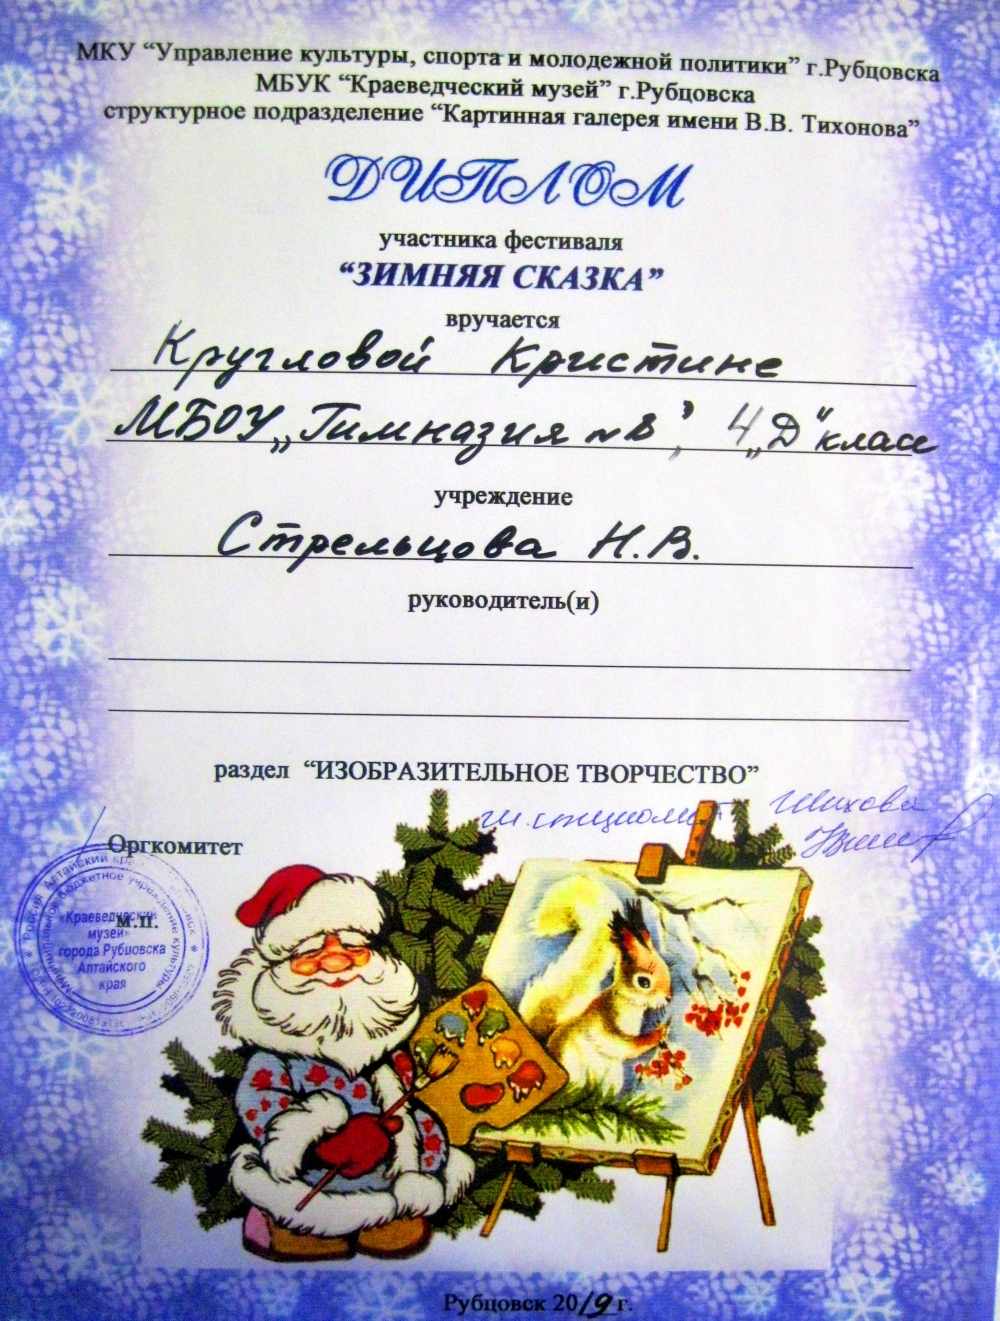 МКУ “Управление культуры, спорта и молодежной политики” г.Рубцовска
МБУК “Краеведческий музей” г.Рубцовска
структурное подразделение “Картинная галерея имени В.В. Тихонова”
ДИПЛОМ
участника фестиваля
“ЗИМНЯЯ СКАЗКА”
вручается
Кругловой Кристине
МБОУ „Гимназия №8”, 4 „Д“ класс
учреждение
Стрельцова Н.В.
руководитель(и)
раздел “ИЗОБРАЗИТЕЛЬНОЕ ТВОРЧЕСТВО”
Шихова
Оргкомитет
м.п.
«Краеведческий
музей»
города Рубцовска
Алтайского
края
Рубцовск 2019 г.